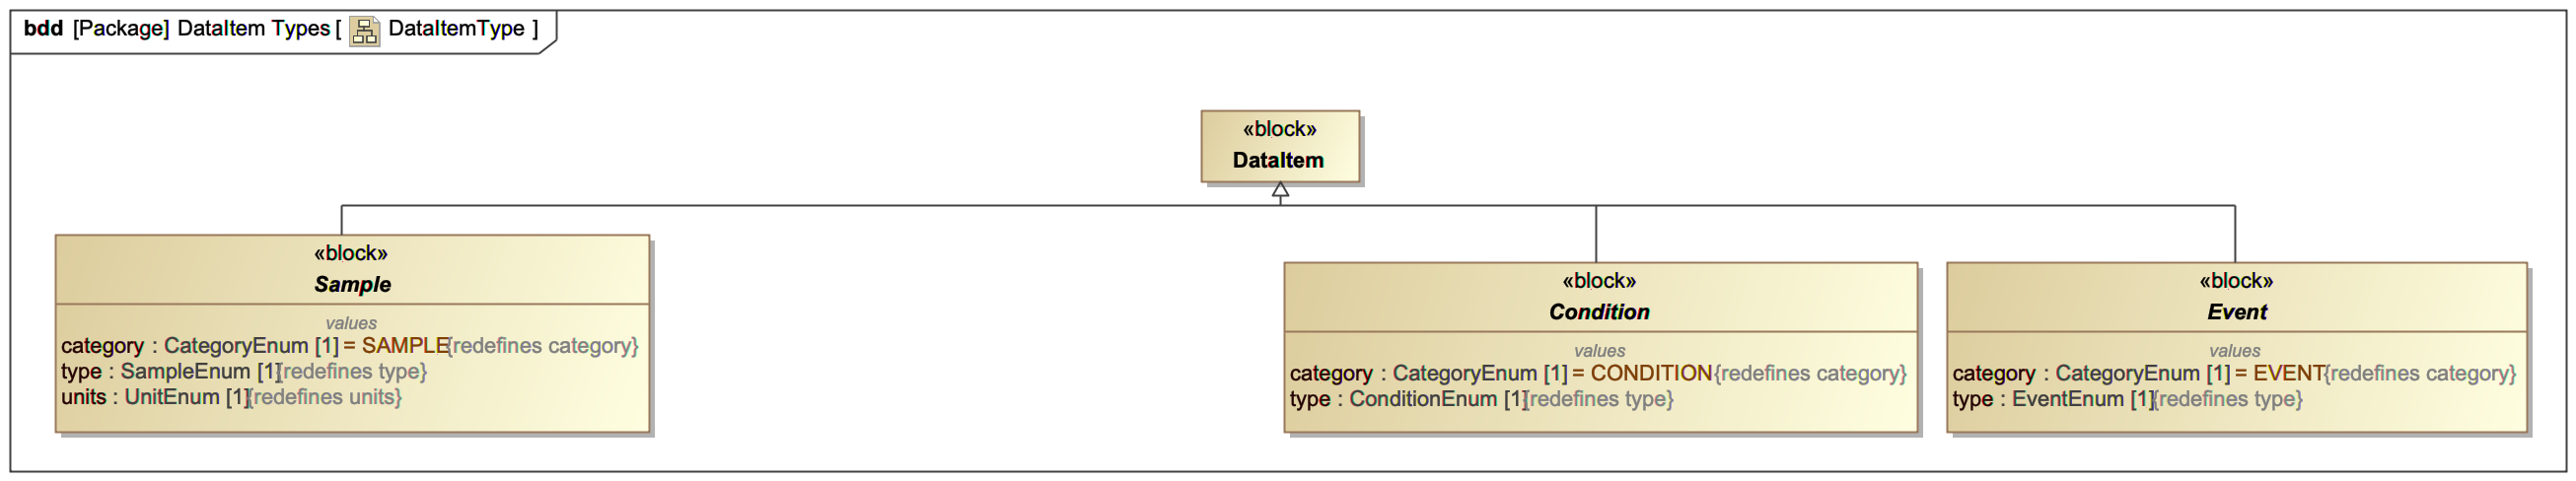 bdd [Package] DataItem Types [ DataItemType ]
«block»
DataItem
«block»
Sample
values
category : CategoryEnum [1] = SAMPLE{redefines category}
type : SampleEnum [1]{redefines type}
units : UnitEnum [1]{redefines units}
«block»
Condition
values
category : CategoryEnum [1] = CONDITION{redefines category}
type : ConditionEnum [1]{redefines type}
«block»
Event
values
category : CategoryEnum [1] = EVENT{redefines category}
type : EventEnum [1]{redefines type}